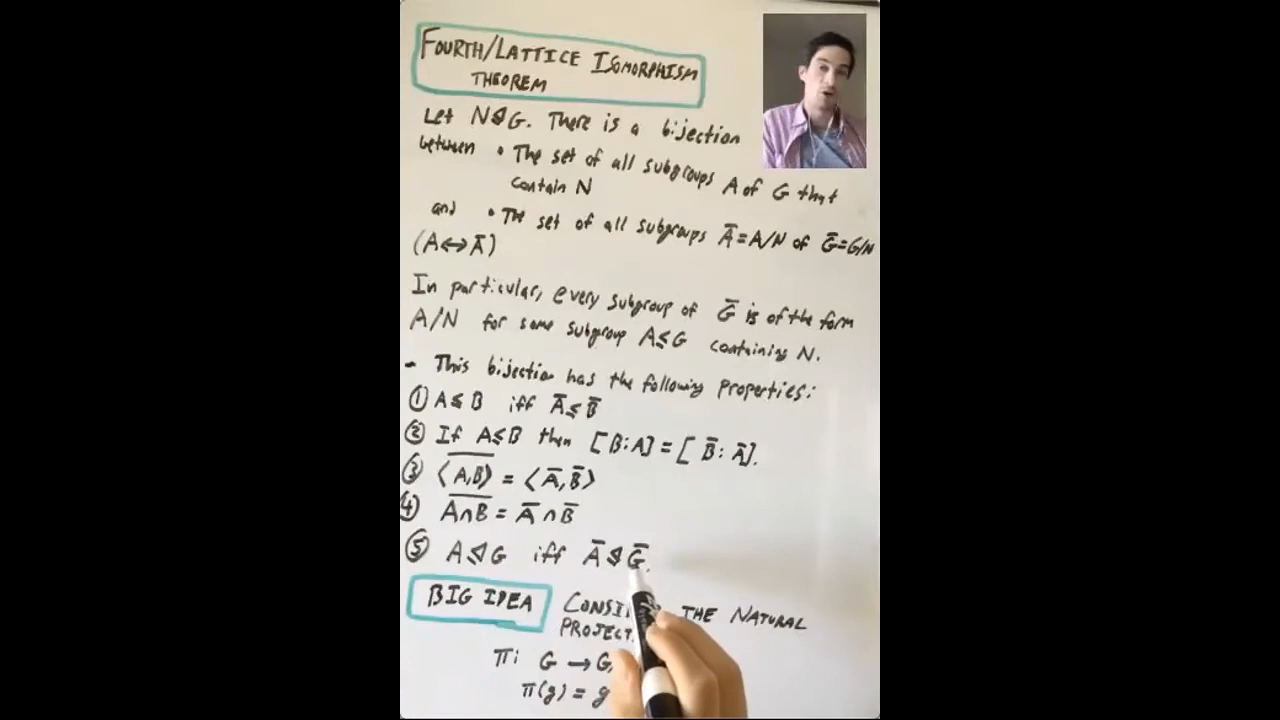 FOURTH/LATTICE ISOMORPHISM
THEOREM
Let N⊴G. There is a bijection
between • The set of all subgroups A of G that
contain N
and • The set of all subgroups Ā=A/N of Ḡ=G/N
(A↔Ā)
In particular, every subgroup of Ḡ is of the form
A/N for some subgroup A≤G containing N.
- This bijection has the following properties:
① A≤B iff Ā≤B̄
② If A≤B then [B:A] = [B̄:Ā].
③ \overline{⟨A,B⟩} = ⟨Ā,B̄⟩
④ \overline{A∩B} = Ā∩B̄
⑤ A⊴G iff Ā⊴Ḡ.
BIG IDEA
THE NATURAL
π: G → G/
π(g) = g